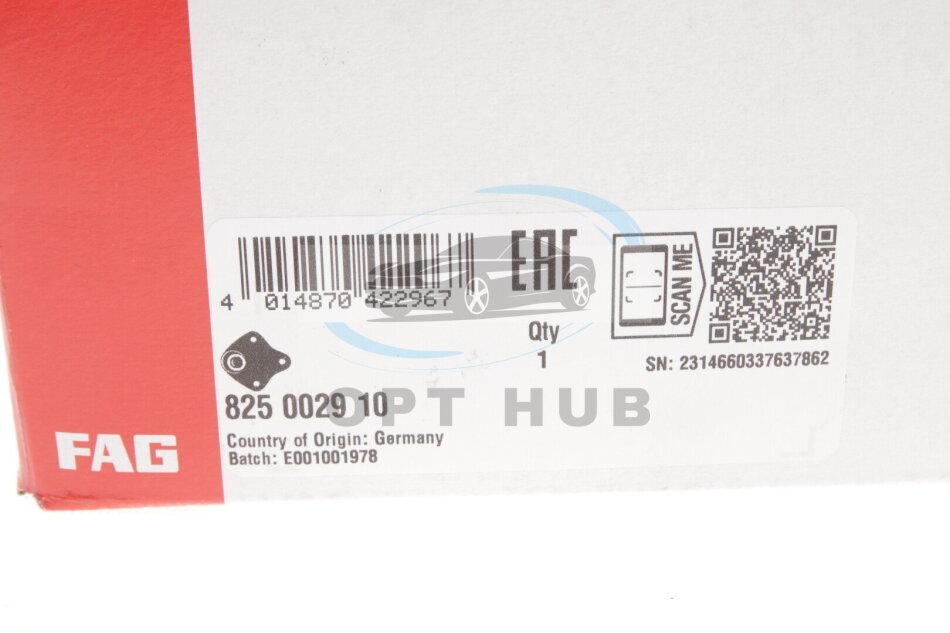 4 014870 422967
EAC
SCAN ME
Qty
1
SN: 2314660337637862
825 0029 10
OPT HUB
Country of Origin: Germany
Batch: E001001978
FAG